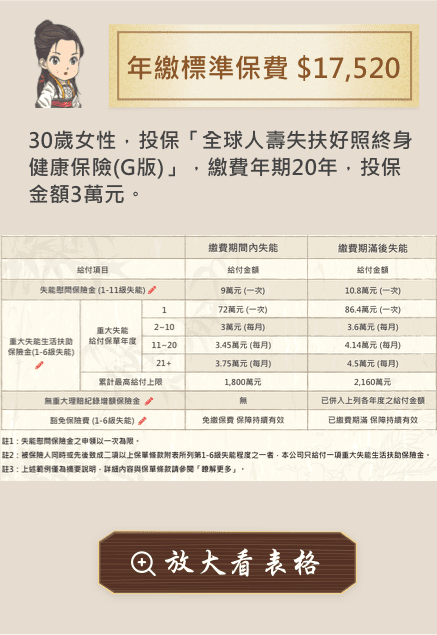 年繳標準保費 $17,520
30歲女性，投保「全球人壽失扶好照終身
健康保險(G版)」，繳費年期20年，投保
金額3萬元。
繳費期間內失能 繳費期滿後失能
給付項目 給付金額 給付金額
失能慰問保險金 (1-11級失能) 9萬元 (一次) 10.8萬元 (一次)
重大失能生活扶助
保險金(1-6級失能)
重大失能
給付保單年度
1 72萬元 (一次) 86.4萬元 (一次)
2~10 3萬元 (每月) 3.6萬元 (每月)
11~20 3.45萬元 (每月) 4.14萬元 (每月)
21+ 3.75萬元 (每月) 4.5萬元 (每月)
累計最高給付上限 1,800萬元 2,160萬元
無重大理賠紀錄增額保險金 無 已併入上列各年度之給付金額
豁免保險費 (1-6級失能) 免繳保費 保障持續有效 已繳費期滿 保障持續有效
註1：失能慰問保險金之申領以一次為限。
註2：被保險人同時或先後致成二項以上保單條款附表所列第1-6級失能程度之一者，本公司只給付一項重大失能生活扶助保險金。
註3：上述範例僅為摘要說明，詳細內容與保單條款請參閱「瞭解更多」。
放大看表格